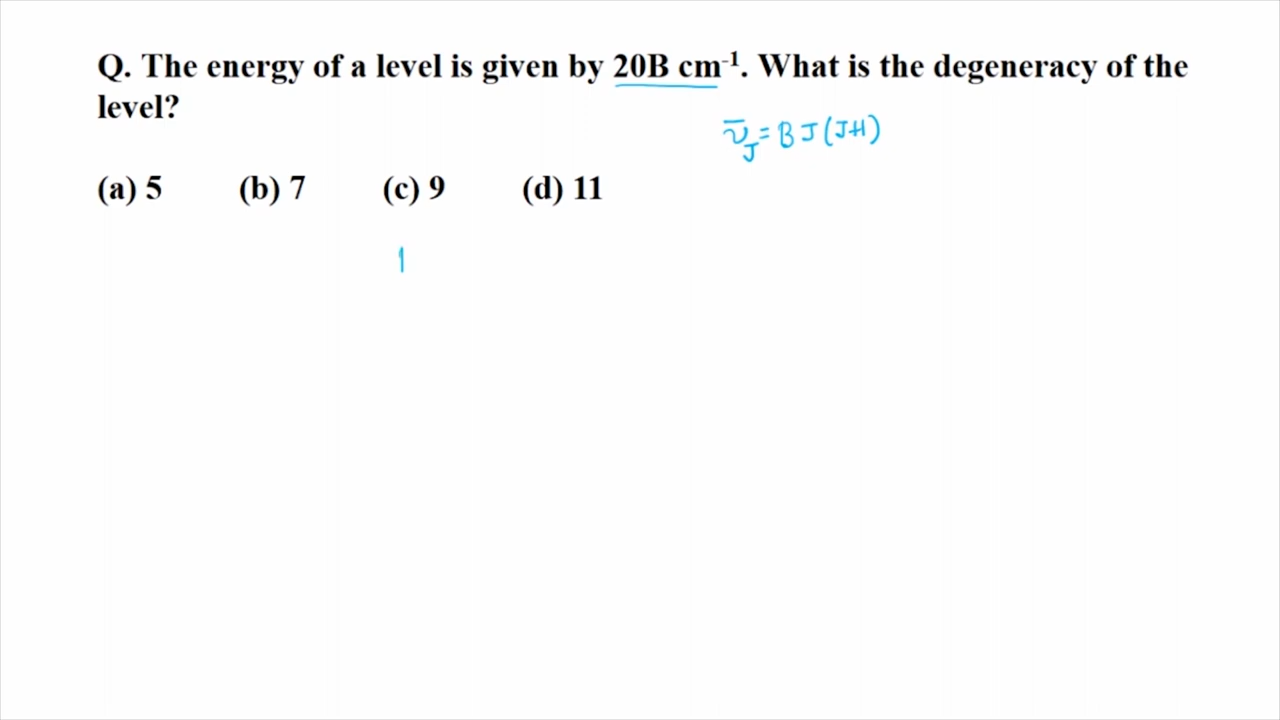 Q. The energy of a level is given by 20B cm⁻¹. What is the degeneracy of the
level?
ν̄_J = B J (J+1)
(a) 5 (b) 7 (c) 9 (d) 11